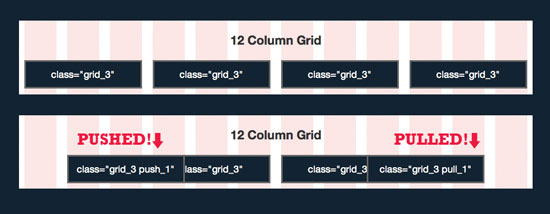 12 Column Grid
class="grid_3" class="grid_3" class="grid_3" class="grid_3"
PUSHED! PULLED!
12 Column Grid
class="grid_3 push_1" lass="grid_3" class="grid_3 class="grid_3 pull_1"